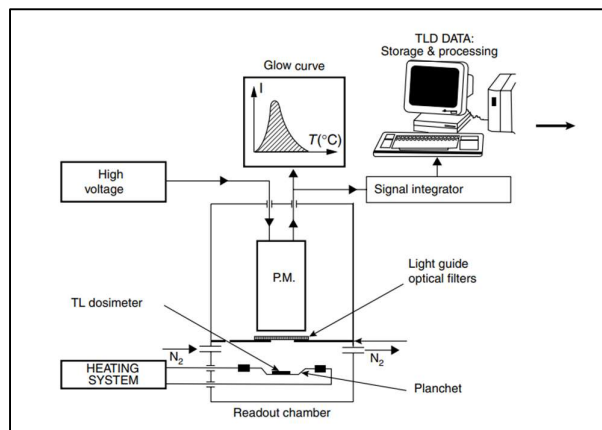 TLD DATA:
Storage & processing
Glow curve
I
T(°C)
High
voltage
Signal integrator
P.M.
Light guide
optical filters
TL dosimeter
N₂
N₂
HEATING
SYSTEM
Planchet
Readout chamber